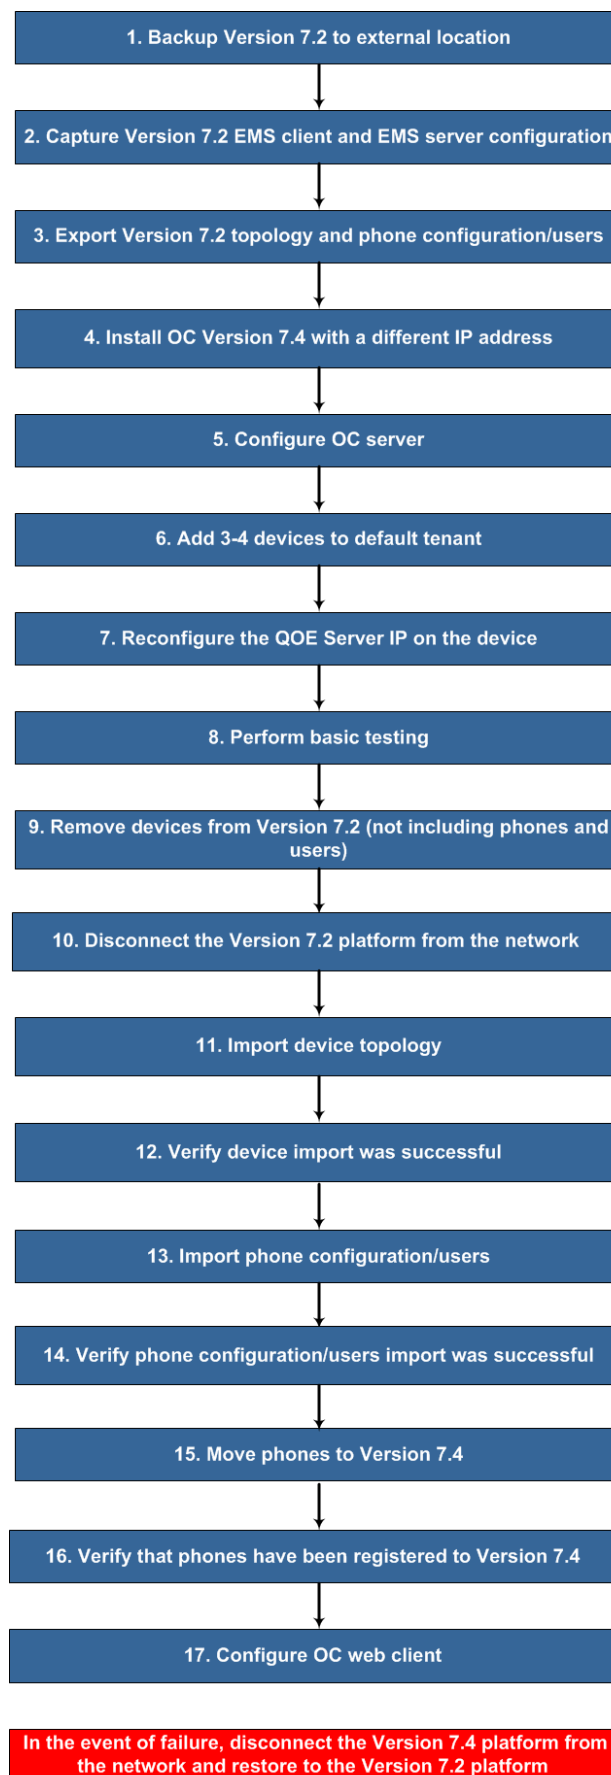 1. Backup Version 7.2 to external location
2. Capture Version 7.2 EMS client and EMS server configuration
3. Export Version 7.2 topology and phone configuration/users
4. Install OC Version 7.4 with a different IP address
5. Configure OC server
6. Add 3-4 devices to default tenant
7. Reconfigure the QOE Server IP on the device
8. Perform basic testing
9. Remove devices from Version 7.2 (not including phones and
users)
10. Disconnect the Version 7.2 platform from the network
11. Import device topology
12. Verify device import was successful
13. Import phone configuration/users
14. Verify phone configuration/users import was successful
15. Move phones to Version 7.4
16. Verify that phones have been registered to Version 7.4
17. Configure OC web client
In the event of failure, disconnect the Version 7.4 platform from
the network and restore to the Version 7.2 platform